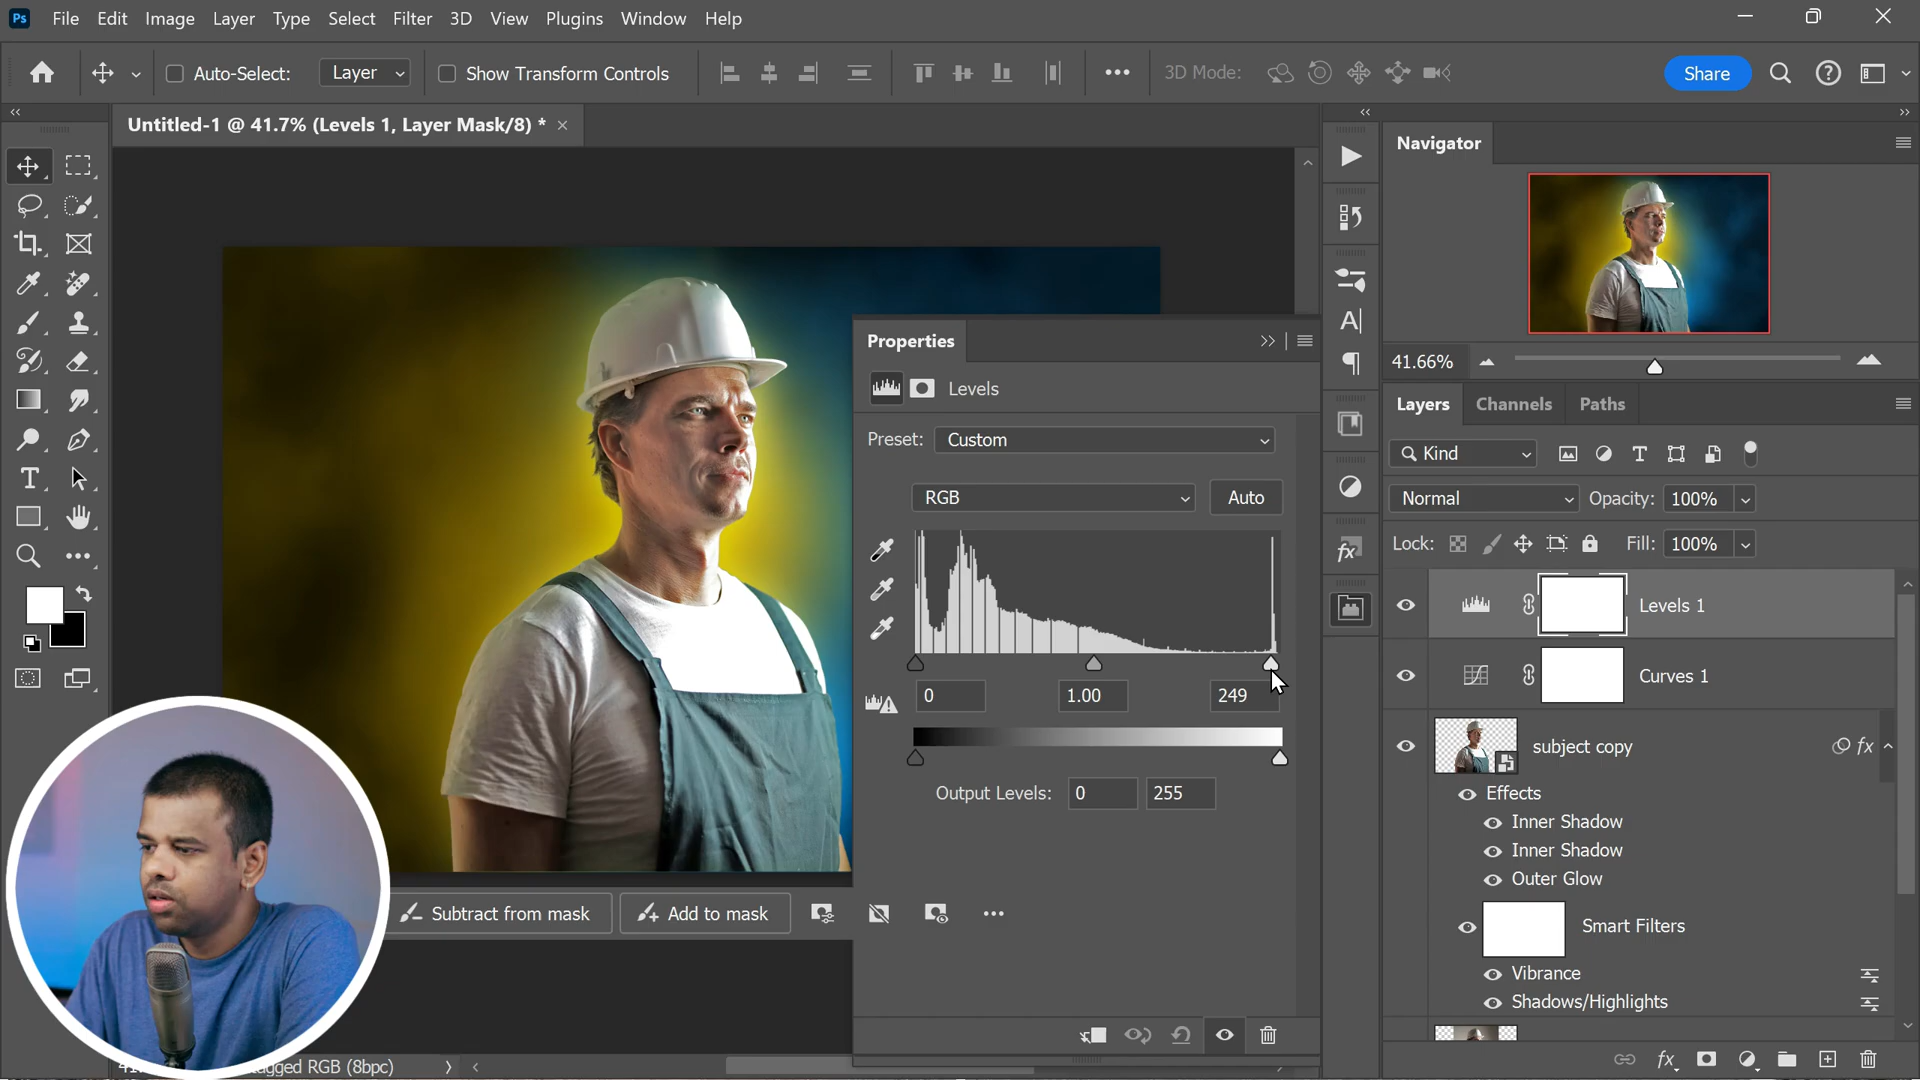 Ps File Edit Image Layer Type Select Filter 3D View Plugins Window Help
Auto-Select: Layer Show Transform Controls 3D Mode: Share
Untitled-1 @ 41.7% (Levels 1, Layer Mask/8) *
Navigator
41.66%
Properties
Levels
Preset: Custom
RGB Auto
0 1.00 249
Output Levels: 0 255
Subtract from mask Add to mask
Layers Channels Paths
Kind
Normal Opacity: 100%
Lock: Fill: 100%
Levels 1
Curves 1
subject copy fx
Effects
Inner Shadow
Inner Shadow
Outer Glow
Smart Filters
Vibrance
Shadows/Highlights
fx
RGB (8bpc)